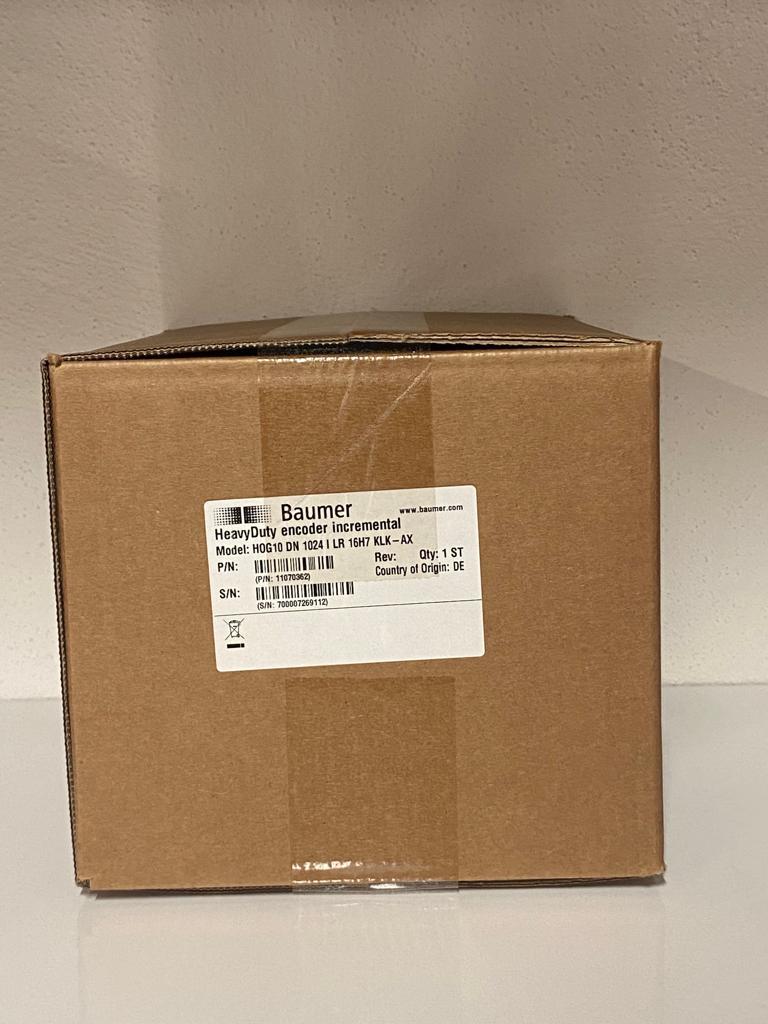 Baumer
www.baumer.com
HeavyDuty encoder incremental
Model: HOG10 DN 1024 I LR 16H7 KLK-AX
P/N:
Rev: Qty: 1 ST
(P/N: 11070362)
Country of Origin: DE
S/N:
(S/N: 700007269112)